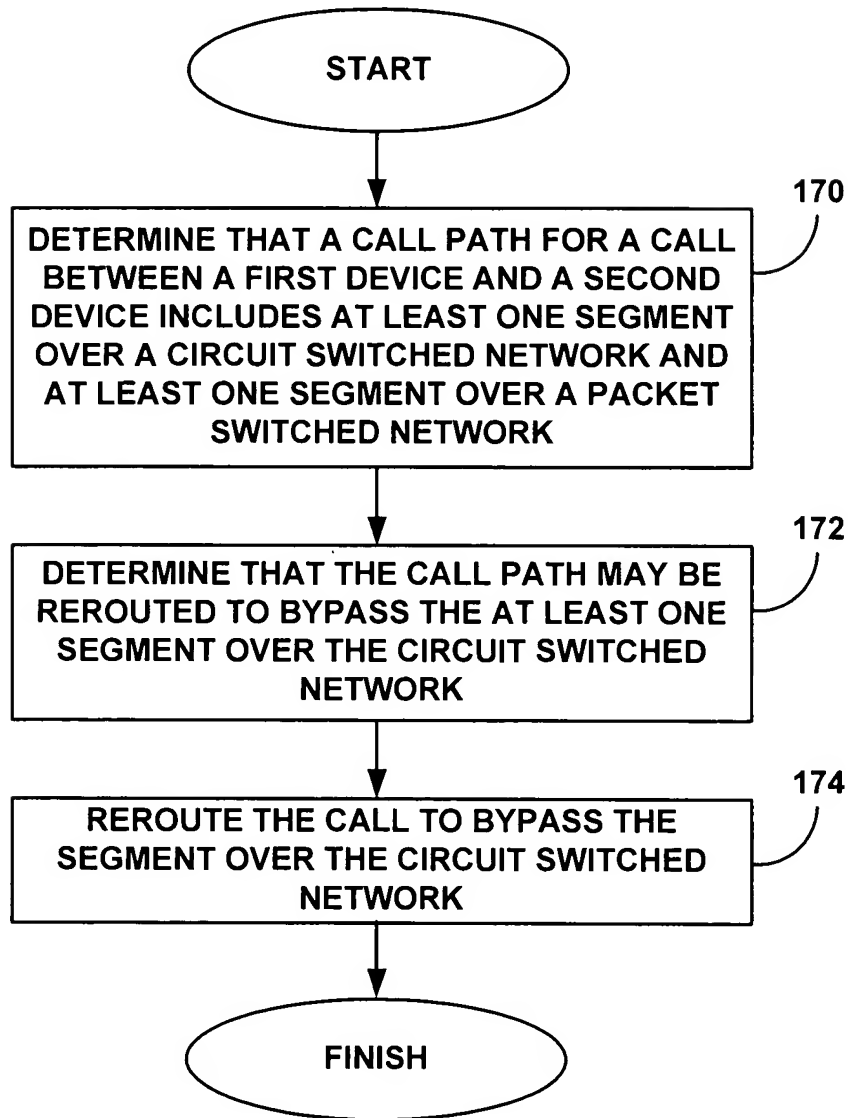 START
170
DETERMINE THAT A CALL PATH FOR A CALL
BETWEEN A FIRST DEVICE AND A SECOND
DEVICE INCLUDES AT LEAST ONE SEGMENT
OVER A CIRCUIT SWITCHED NETWORK AND
AT LEAST ONE SEGMENT OVER A PACKET
SWITCHED NETWORK
172
DETERMINE THAT THE CALL PATH MAY BE
REROUTED TO BYPASS THE AT LEAST ONE
SEGMENT OVER THE CIRCUIT SWITCHED
NETWORK
174
REROUTE THE CALL TO BYPASS THE
SEGMENT OVER THE CIRCUIT SWITCHED
NETWORK
FINISH